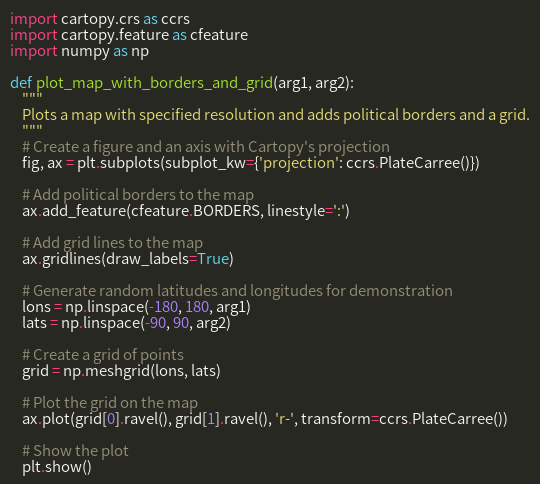 import cartopy.crs as ccrs
import cartopy.feature as cfeature
import numpy as np
def plot_map_with_borders_and_grid(arg1, arg2):
"""
Plots a map with specified resolution and adds political borders and a grid.
"""
# Create a figure and an axis with Cartopy's projection
fig, ax = plt.subplots(subplot_kw={'projection': ccrs.PlateCarree()})
# Add political borders to the map
ax.add_feature(cfeature.BORDERS, linestyle=':')
# Add grid lines to the map
ax.gridlines(draw_labels=True)
# Generate random latitudes and longitudes for demonstration
lons = np.linspace(-180, 180, arg1)
lats = np.linspace(-90, 90, arg2)
# Create a grid of points
grid = np.meshgrid(lons, lats)
# Plot the grid on the map
ax.plot(grid[0].ravel(), grid[1].ravel(), 'r-', transform=ccrs.PlateCarree())
# Show the plot
plt.show()